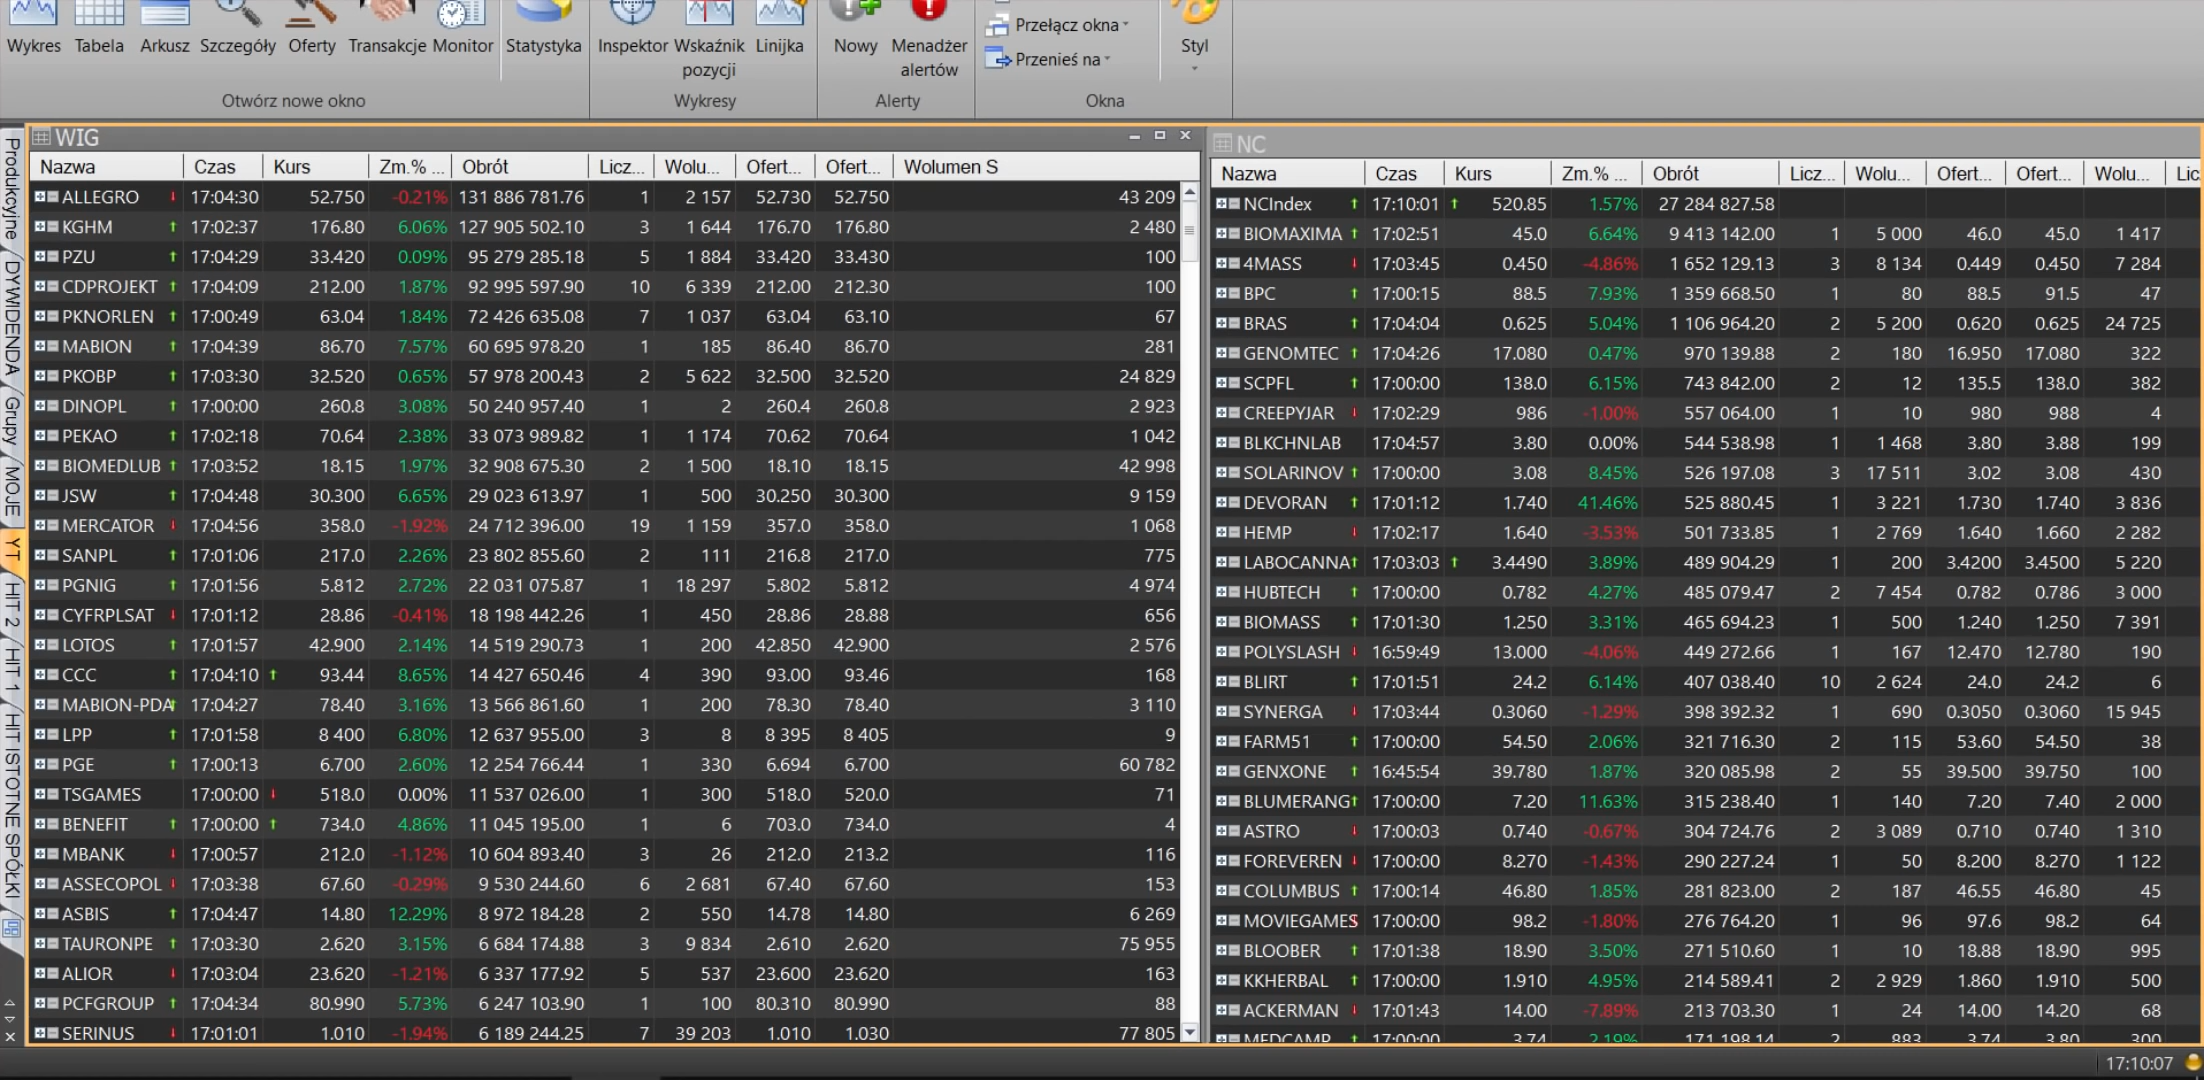 Wykres Tabela Arkusz Szczegóły Oferty Transakcje Monitor Statystyka Inspektor Wskaźnik pozycji Linijka Nowy Menadżer alertów Przełącz okna Przenieś na Styl
Otwórz nowe okno Wykresy Alerty Okna
Produkcyjne
DYWIDENDA
Grupy
MOJE
YT
HIT 2
HIT 1
HIT ISTOTNE SPÓŁKI
WIG
Nazwa Czas Kurs Zm.% ... Obrót Licz... Wolu... Ofert... Ofert... Wolumen S
ALLEGRO 17:04:30 52.750 -0.21% 131 886 781.76 1 2 157 52.730 52.750 43 209
KGHM 17:02:37 176.80 6.06% 127 905 502.10 3 1 644 176.70 176.80 2 480
PZU 17:04:29 33.420 0.09% 95 279 285.18 5 1 884 33.420 33.430 100
CDPROJEKT 17:04:09 212.00 1.87% 92 995 597.90 10 6 339 212.00 212.30 100
PKNORLEN 17:00:49 63.04 1.84% 72 426 635.08 7 1 037 63.04 63.10 67
MABION 17:04:39 86.70 7.57% 60 695 978.20 1 185 86.40 86.70 281
PKOBP 17:03:30 32.520 0.65% 57 978 200.43 2 5 622 32.500 32.520 24 829
DINOPL 17:00:00 260.8 3.08% 50 240 957.40 1 2 260.4 260.8 2 923
PEKAO 17:02:18 70.64 2.38% 33 073 989.82 1 1 174 70.62 70.64 1 042
BIOMEDLUB 17:03:52 18.15 1.97% 32 908 675.30 2 1 500 18.10 18.15 42 998
JSW 17:04:48 30.300 6.65% 29 023 613.97 1 500 30.250 30.300 9 159
MERCATOR 17:04:56 358.0 -1.92% 24 712 396.00 19 1 159 357.0 358.0 1 068
SANPL 17:01:06 217.0 2.26% 23 802 855.60 2 111 216.8 217.0 775
PGNIG 17:01:56 5.812 2.72% 22 031 075.87 1 18 297 5.802 5.812 4 974
CYFRPLSAT 17:01:12 28.86 -0.41% 18 198 442.26 1 450 28.86 28.88 656
LOTOS 17:01:57 42.900 2.14% 14 519 290.73 1 200 42.850 42.900 2 576
CCC 17:04:10 93.44 8.65% 14 427 650.46 4 390 93.00 93.46 168
MABION-PDA 17:04:27 78.40 3.16% 13 566 861.60 1 200 78.30 78.40 3 110
LPP 17:01:58 8 400 6.80% 12 637 955.00 3 8 8 395 8 405 9
PGE 17:00:13 6.700 2.60% 12 254 766.44 1 330 6.694 6.700 60 782
TSGAMES 17:00:00 518.0 0.00% 11 537 026.00 1 300 518.0 520.0 71
BENEFIT 17:00:00 734.0 4.86% 11 045 195.00 1 6 703.0 734.0 4
MBANK 17:00:57 212.0 -1.12% 10 604 893.40 3 26 212.0 213.2 116
ASSECOPOL 17:03:38 67.60 -0.29% 9 530 244.60 6 2 681 67.40 67.60 153
ASBIS 17:04:47 14.80 12.29% 8 972 184.28 2 550 14.78 14.80 6 269
TAURONPE 17:03:30 2.620 3.15% 6 684 174.88 3 9 834 2.610 2.620 75 955
ALIOR 17:03:04 23.620 -1.21% 6 337 177.92 5 537 23.600 23.620 163
PCFGROUP 17:04:34 80.990 5.73% 6 247 103.90 1 100 80.310 80.990 88
SERINUS 17:01:01 1.010 -1.94% 6 189 244.25 7 39 203 1.010 1.030 77 805
NC
Nazwa Czas Kurs Zm.% ... Obrót Licz... Wolu... Ofert... Ofert... Wolu... Lic
NCIndex 17:10:01 520.85 1.57% 27 284 827.58
BIOMAXIMA 17:02:51 45.0 6.64% 9 413 142.00 1 5 000 46.0 45.0 1 417
4MASS 17:03:45 0.450 -4.86% 1 652 129.13 3 8 134 0.449 0.450 7 284
BPC 17:00:15 88.5 7.93% 1 359 668.50 1 80 88.5 91.5 47
BRAS 17:04:04 0.625 5.04% 1 106 964.20 2 5 200 0.620 0.625 24 725
GENOMTEC 17:04:26 17.080 0.47% 970 139.88 2 180 16.950 17.080 322
SCPFL 17:00:00 138.0 6.15% 743 842.00 2 12 135.5 138.0 382
CREEPYJAR 17:02:29 986 -1.00% 557 064.00 1 10 980 988 4
BLKCHNLAB 17:04:57 3.80 0.00% 544 538.98 1 1 468 3.80 3.88 199
SOLARINOV 17:00:00 3.08 8.45% 526 197.08 3 17 511 3.02 3.08 430
DEVORAN 17:01:12 1.740 41.46% 525 880.45 1 3 221 1.730 1.740 3 836
HEMP 17:02:17 1.640 -3.53% 501 733.85 1 2 769 1.640 1.660 2 282
LABOCANNA 17:03:03 3.4490 3.89% 489 904.29 1 200 3.4200 3.4500 5 220
HUBTECH 17:00:00 0.782 4.27% 485 079.47 2 7 454 0.782 0.786 3 000
BIOMASS 17:01:30 1.250 3.31% 465 694.23 1 500 1.240 1.250 7 391
POLYSLASH 16:59:49 13.000 -4.06% 449 272.66 1 167 12.470 12.780 190
BLIRT 17:01:51 24.2 6.14% 407 038.40 10 2 624 24.0 24.2 6
SYNERGA 17:03:44 0.3060 -1.29% 398 392.32 1 690 0.3050 0.3060 15 945
FARM51 17:00:00 54.50 2.06% 321 716.30 2 115 53.60 54.50 38
GENXONE 16:45:54 39.780 1.87% 320 085.98 2 55 39.500 39.750 100
BLUMERANG 17:00:00 7.20 11.63% 315 238.40 1 140 7.20 7.40 2 000
ASTRO 17:00:03 0.740 -0.67% 304 724.76 2 3 089 0.710 0.740 1 310
FOREVEREN 17:00:00 8.270 -1.43% 290 227.24 1 50 8.200 8.270 1 122
COLUMBUS 17:00:14 46.80 1.85% 281 823.00 2 187 46.55 46.80 45
MOVIEGAMES 17:00:00 98.2 -1.80% 276 764.20 1 96 97.6 98.2 64
BLOOBER 17:01:38 18.90 3.50% 271 510.60 1 10 18.88 18.90 995
KKHERBAL 17:00:00 1.910 4.95% 214 589.41 2 2 929 1.860 1.910 500
ACKERMAN 17:01:43 14.00 -7.89% 213 703.30 1 24 14.00 14.20 68
MEDCAMP 17:00:00 3.74 2.19% 171 198.14 2 883 3.74 3.80 300
17:10:07